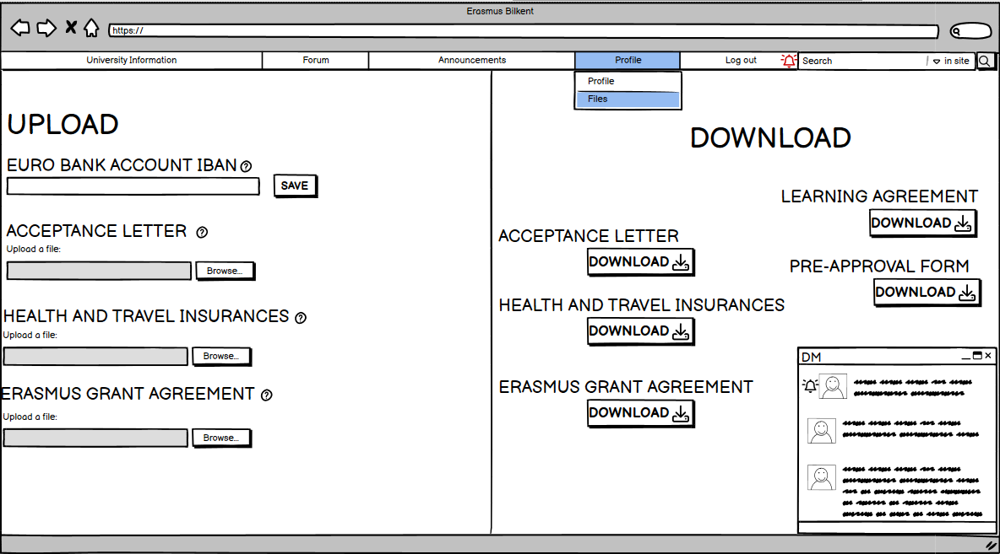 Erasmus Bilkent
https://
University Information
Forum
Announcements
Profile
Log out
Search
in site
Profile
Files
UPLOAD
EURO BANK ACCOUNT IBAN ?
SAVE
ACCEPTANCE LETTER ?
Upload a file:
Browse...
HEALTH AND TRAVEL INSURANCES ?
Upload a file:
Browse...
ERASMUS GRANT AGREEMENT ?
Upload a file:
Browse...
DOWNLOAD
LEARNING AGREEMENT
DOWNLOAD
ACCEPTANCE LETTER
DOWNLOAD
PRE-APPROVAL FORM
DOWNLOAD
HEALTH AND TRAVEL INSURANCES
DOWNLOAD
ERASMUS GRANT AGREEMENT
DOWNLOAD
DM